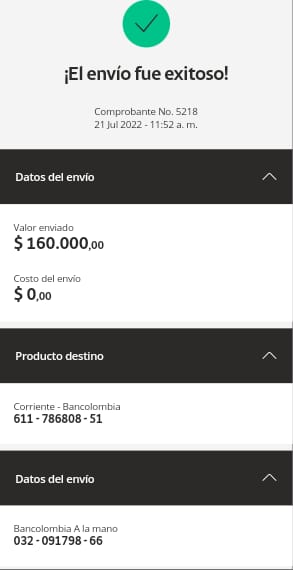 ¡El envío fue exitoso!
Comprobante No. 5218
21 Jul 2022 - 11:52 a. m.
Datos del envío
Valor enviado
$ 160.000,00
Costo del envío
$ 0,00
Producto destino
Corriente - Bancolombia
611 - 786808 - 51
Datos del envío
Bancolombia A la mano
032 - 091798 - 66